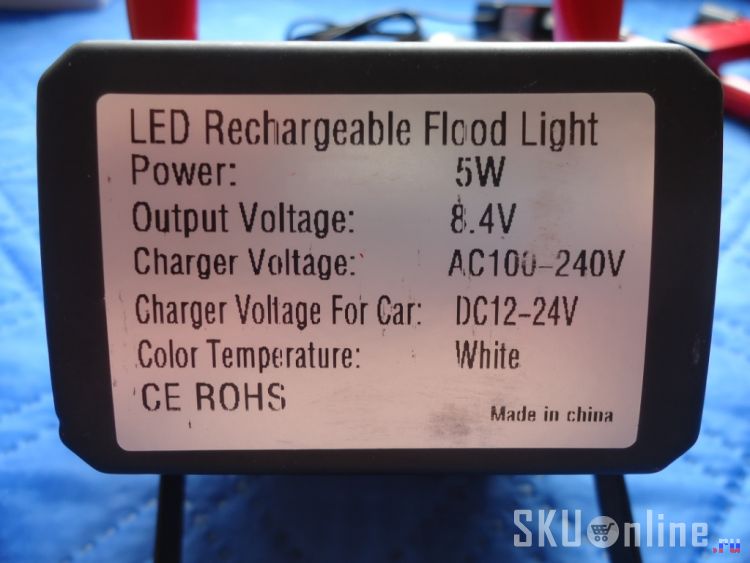 LED Rechargeable Flood Light
Power: 5W
Output Voltage: 8.4V
Charger Voltage: AC100-240V
Charger Voltage For Car: DC12-24V
Color Temperature: White
CE ROHS
Made in china
SKUonline.ru